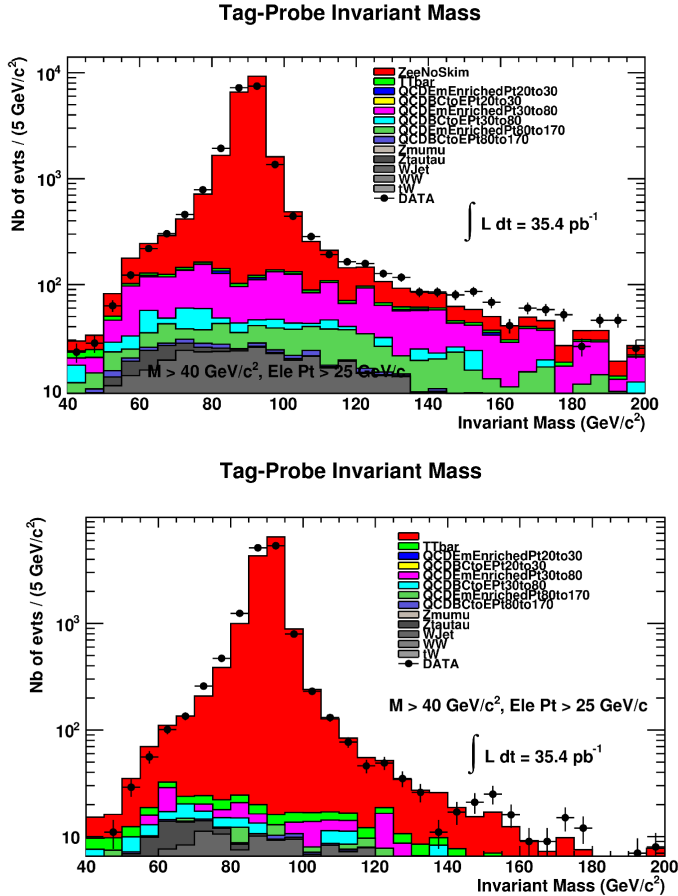 Tag-Probe Invariant Mass
Nb of evts / (5 GeV/c²)
10⁴
10³
10²
10
ZeeNoSkim
TTbar
QCDEmEnrichedPt20to30
QCDBCtoEPt20to30
QCDEmEnrichedPt30to80
QCDBCtoEPt30to80
QCDEmEnrichedPt80to170
QCDBCtoEPt80to170
Zmumu
Ztautau
WJet
WW
tW
DATA
∫ L dt = 35.4 pb⁻¹
M > 40 GeV/c², Ele Pt > 25 GeV/c
40 60 80 100 120 140 160 180 200
Invariant Mass (GeV/c²)
Tag-Probe Invariant Mass
Nb of evts / (5 GeV/c²)
10³
10²
10
TTbar
QCDEmEnrichedPt20to30
QCDBCtoEPt20to30
QCDEmEnrichedPt30to80
QCDBCtoEPt30to80
QCDEmEnrichedPt80to170
QCDBCtoEPt80to170
Zmumu
Ztautau
WJet
WW
tW
DATA
M > 40 GeV/c², Ele Pt > 25 GeV/c
∫ L dt = 35.4 pb⁻¹
40 60 80 100 120 140 160 180 200
Invariant Mass (GeV/c²)